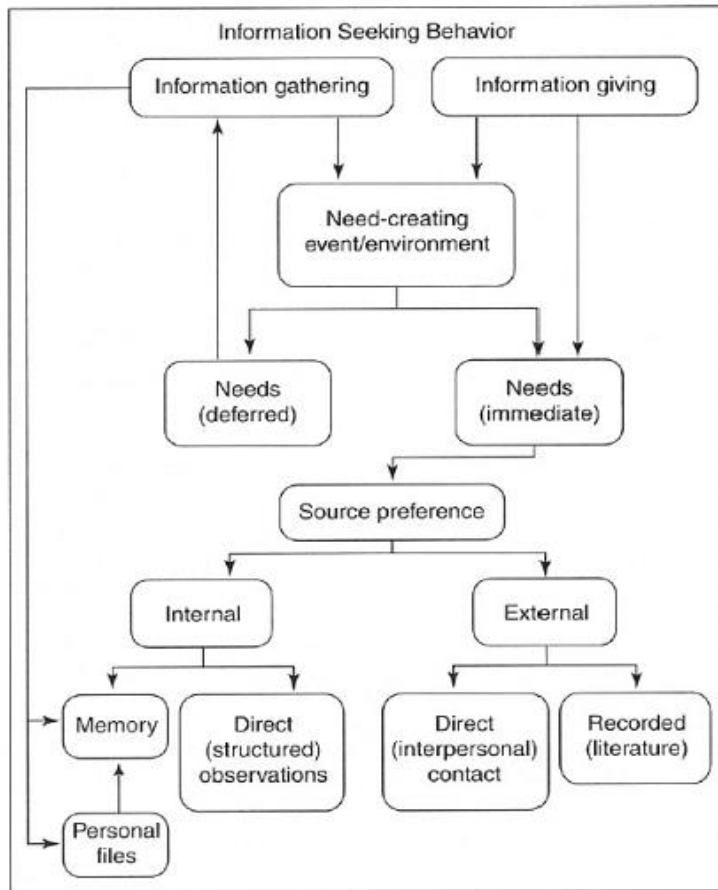 Information Seeking Behavior
Information gathering
Information giving
Need-creating
event/environment
Needs
(deferred)
Needs
(immediate)
Source preference
Internal
External
Memory
Direct
(structured)
observations
Direct
(interpersonal)
contact
Recorded
(literature)
Personal
files